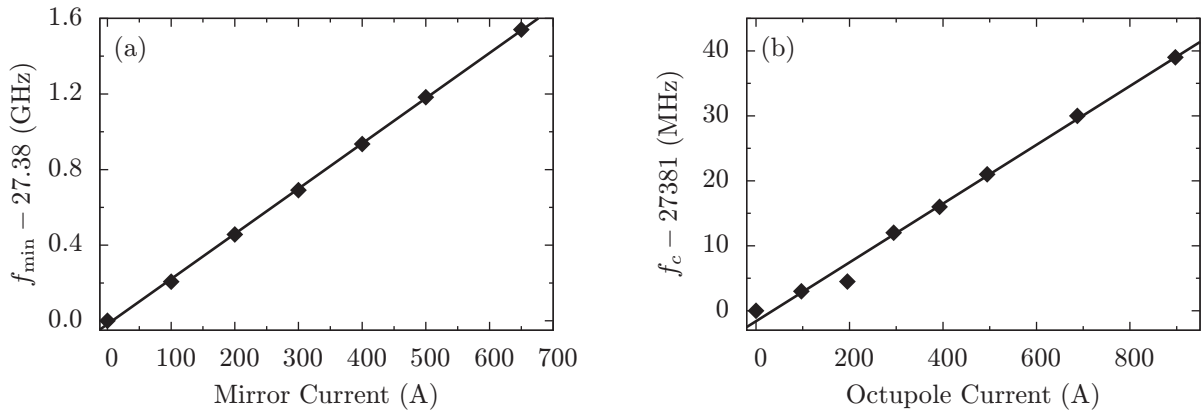 (a)
f_min − 27.38 (GHz)
1.6
1.2
0.8
0.4
0.0
0 100 200 300 400 500 600 700
Mirror Current (A)
(b)
f_c − 27381 (MHz)
40
30
20
10
0
0 200 400 600 800
Octupole Current (A)